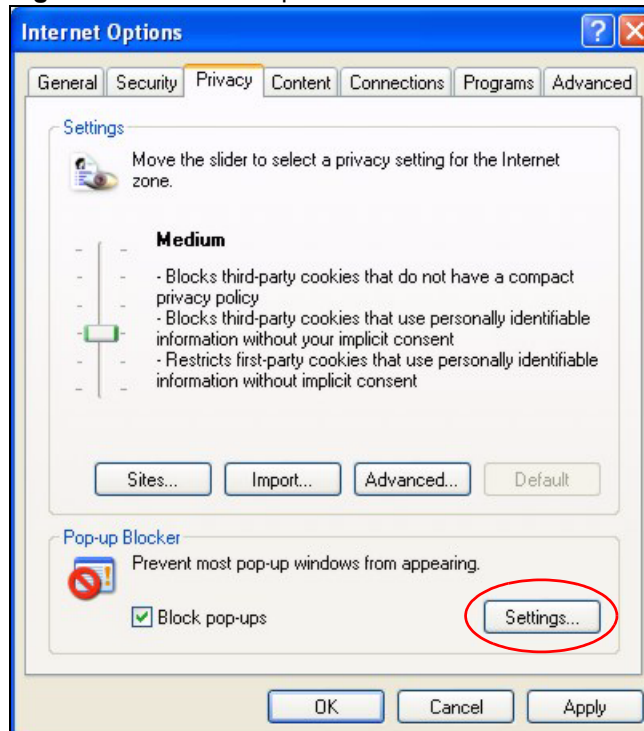 Internet Options
General Security Privacy Content Connections Programs Advanced
Settings
Move the slider to select a privacy setting for the Internet
zone.
Medium
- Blocks third-party cookies that do not have a compact
privacy policy
- Blocks third-party cookies that use personally identifiable
information without your implicit consent
- Restricts first-party cookies that use personally identifiable
information without implicit consent
Sites... Import... Advanced... Default
Pop-up Blocker
Prevent most pop-up windows from appearing.
Block pop-ups Settings...
OK Cancel Apply